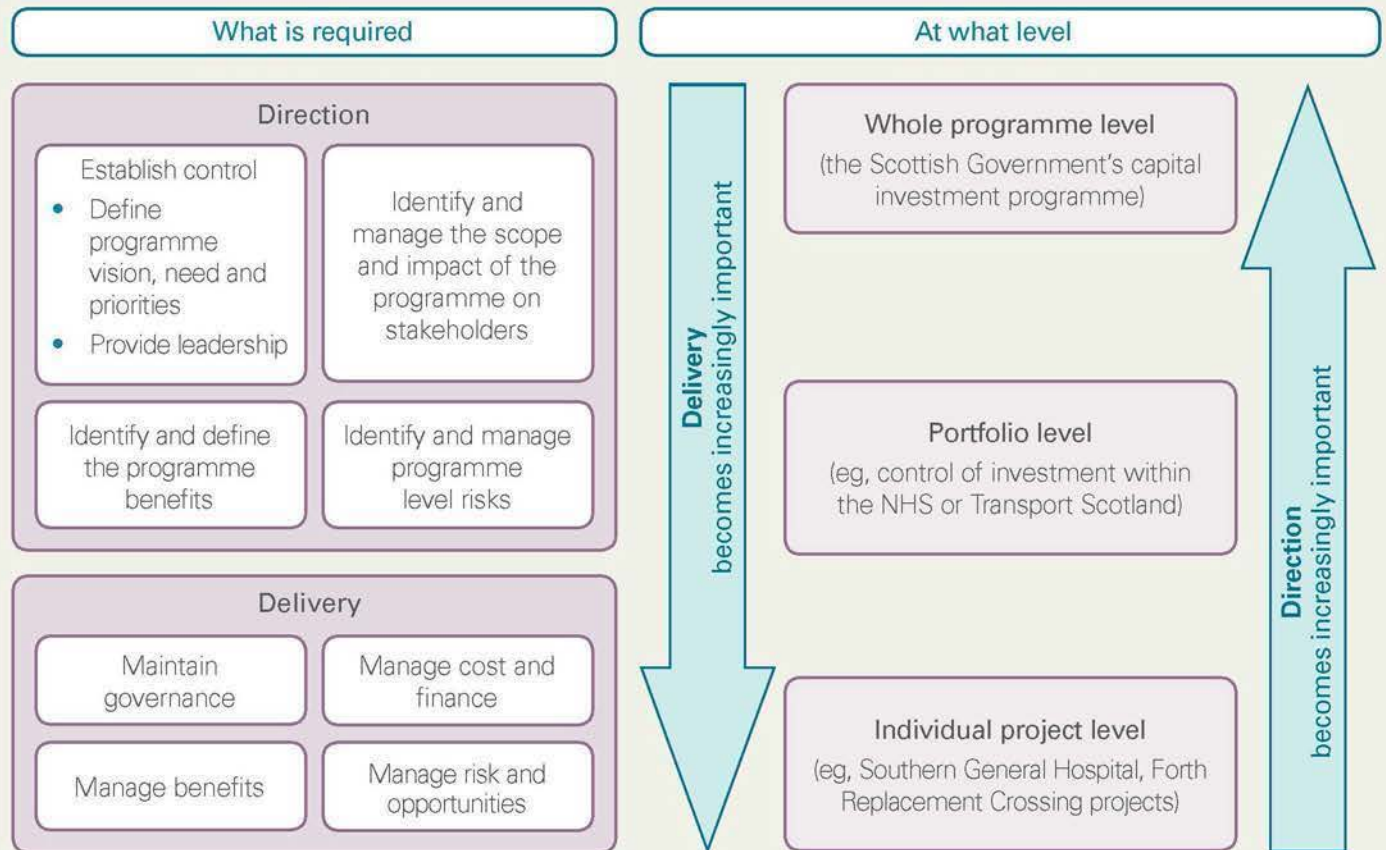 What is required
At what level
Direction
Establish control
• Define
programme
vision, need and
priorities
• Provide leadership
Identify and
manage the scope
and impact of the
programme on
stakeholders
Identify and define
the programme
benefits
Identify and manage
programme
level risks
Delivery
Maintain
governance
Manage cost and
finance
Manage benefits
Manage risk and
opportunities
Delivery
becomes increasingly important
Whole programme level
(the Scottish Government's capital
investment programme)
Portfolio level
(eg, control of investment within
the NHS or Transport Scotland)
Individual project level
(eg, Southern General Hospital, Forth
Replacement Crossing projects)
Direction
becomes increasingly important